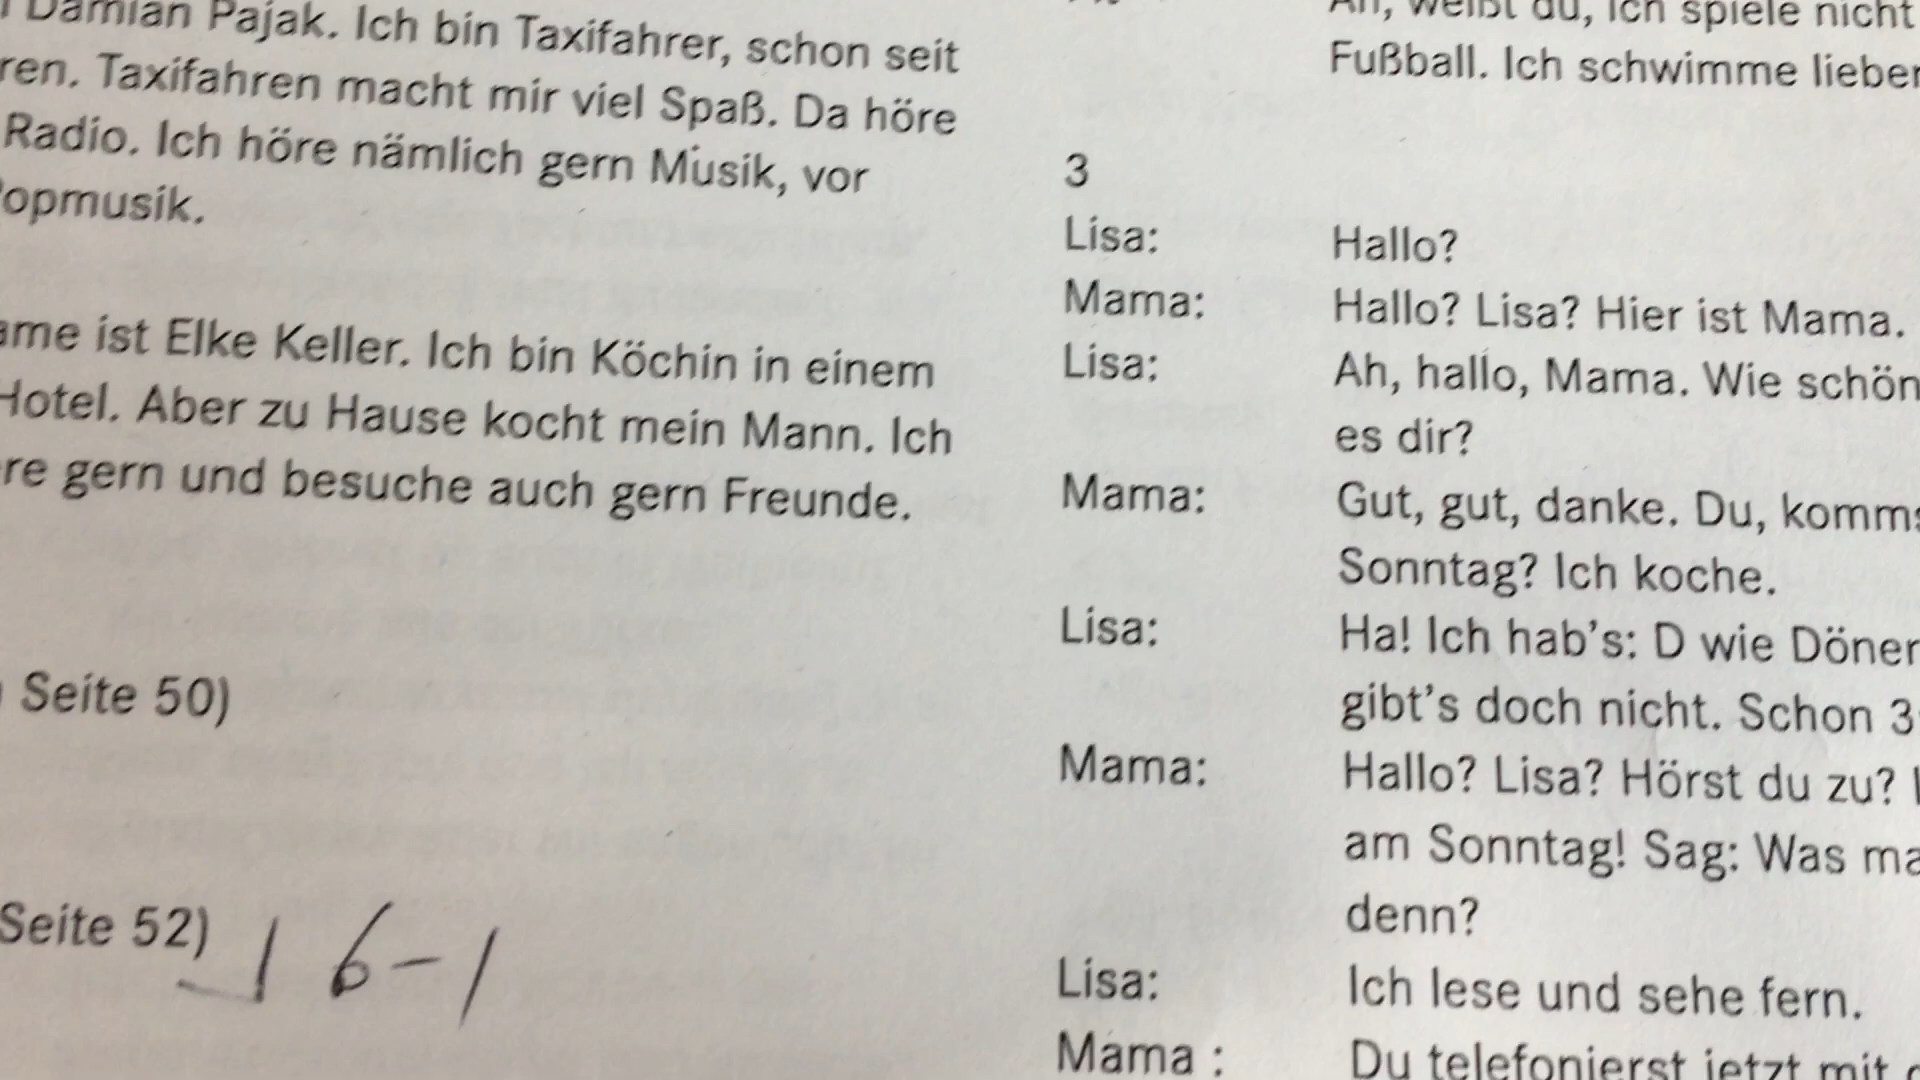 Damian Pajak. Ich bin Taxifahrer, schon seit
Taxifahren macht mir viel Spaß. Da höre
Radio. Ich höre nämlich gern Musik, vor
opmusik.
ame ist Elke Keller. Ich bin Köchin in einem
Hotel. Aber zu Hause kocht mein Mann. Ich
gern und besuche auch gern Freunde.
Seite 50)
Seite 52)
16-1
Ah, weißt du, ich spiele nicht
Fußball. Ich schwimme lieber
3
Lisa: Hallo?
Mama: Hallo? Lisa? Hier ist Mama.
Lisa: Ah, hallo, Mama. Wie schön
es dir?
Mama: Gut, gut, danke. Du, komms
Sonntag? Ich koche.
Lisa: Ha! Ich hab's: D wie Döner
gibt's doch nicht. Schon 3
Mama: Hallo? Lisa? Hörst du zu?
am Sonntag! Sag: Was ma
denn?
Lisa: Ich lese und sehe fern.
Mama : Du telefonierst jetzt mit